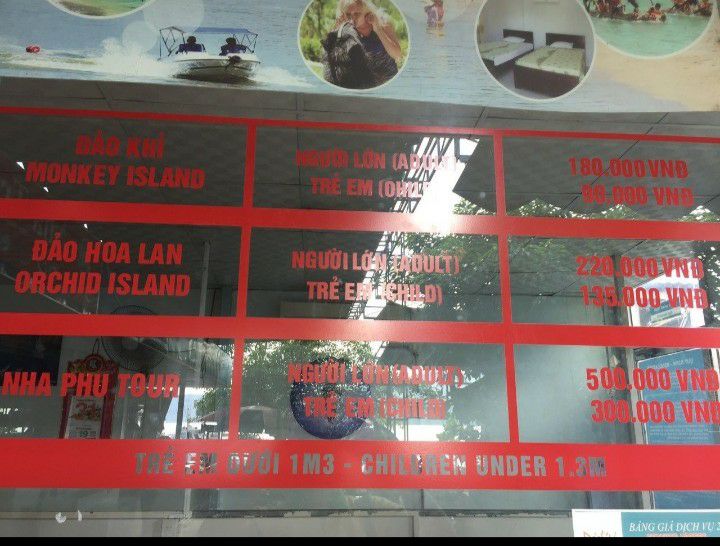 ĐẢO KHỈ
MONKEY ISLAND
NGƯỜI LỚN (ADULT)
TRẺ EM (CHILD)
180.000 VNĐ
90.000 VNĐ
ĐẢO HOA LAN
ORCHID ISLAND
NGƯỜI LỚN (ADULT)
TRẺ EM (CHILD)
220.000 VNĐ
135.000 VNĐ
NHA PHU TOUR
NGƯỜI LỚN (ADULT)
TRẺ EM (CHILD)
500.000 VNĐ
300.000 VNĐ
TRẺ EM DƯỚI 1M3 - CHILDREN UNDER 1.3M
BẢNG GIÁ DỊCH VỤ 2